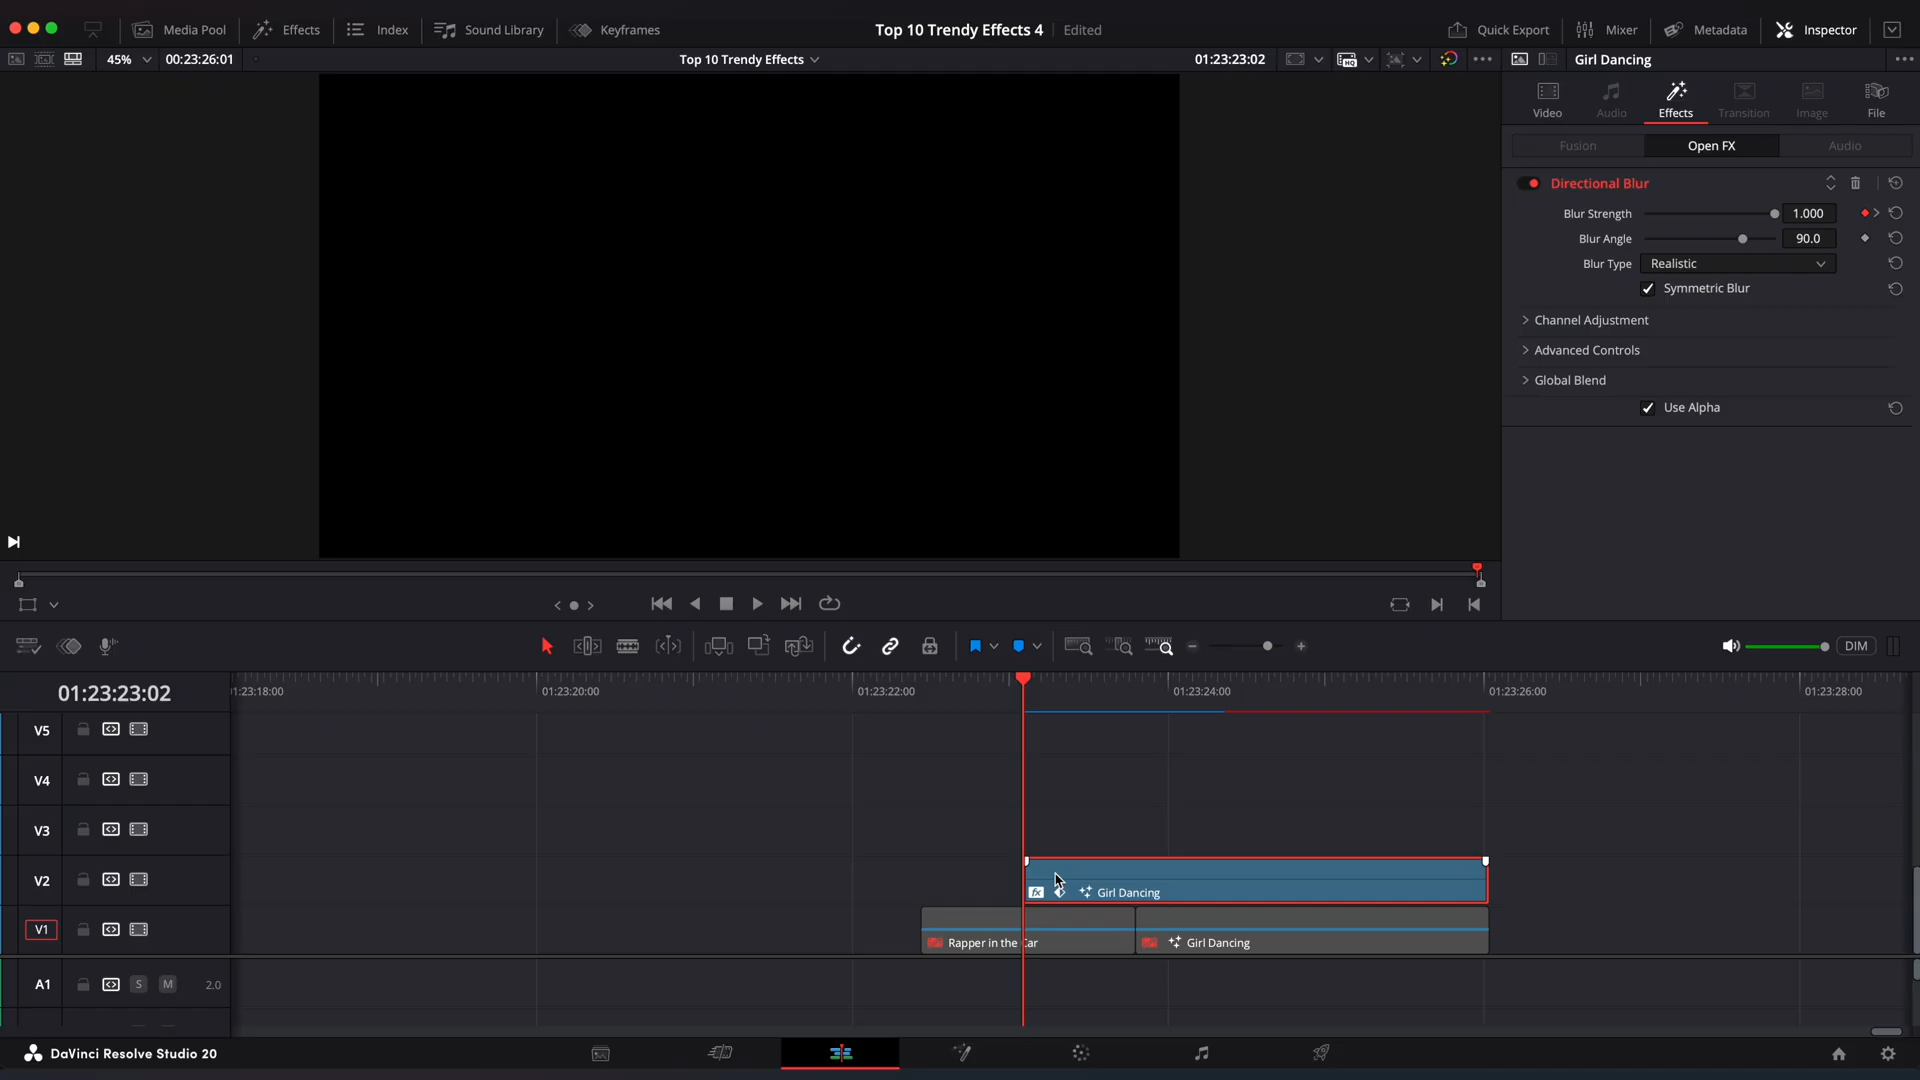 Media Pool Effects Index Sound Library Keyframes Top 10 Trendy Effects 4 Edited Quick Export Mixer Metadata Inspector
45% 00:23:26:01 Top 10 Trendy Effects 01:23:23:02 HQ Girl Dancing
Video Audio Effects Transition Image File
Fusion Open FX Audio
Directional Blur
Blur Strength 1.000
Blur Angle 90.0
Blur Type Realistic
Symmetric Blur
Channel Adjustment
Advanced Controls
Global Blend
Use Alpha
DIM
01:23:23:02 1:23:18:00 01:23:20:00 01:23:22:00 01:23:24:00 01:23:26:00 01:23:28:00
V5
V4
V3
V2 fx Girl Dancing
V1 Rapper in the Car Girl Dancing
A1 S M 2.0
DaVinci Resolve Studio 20